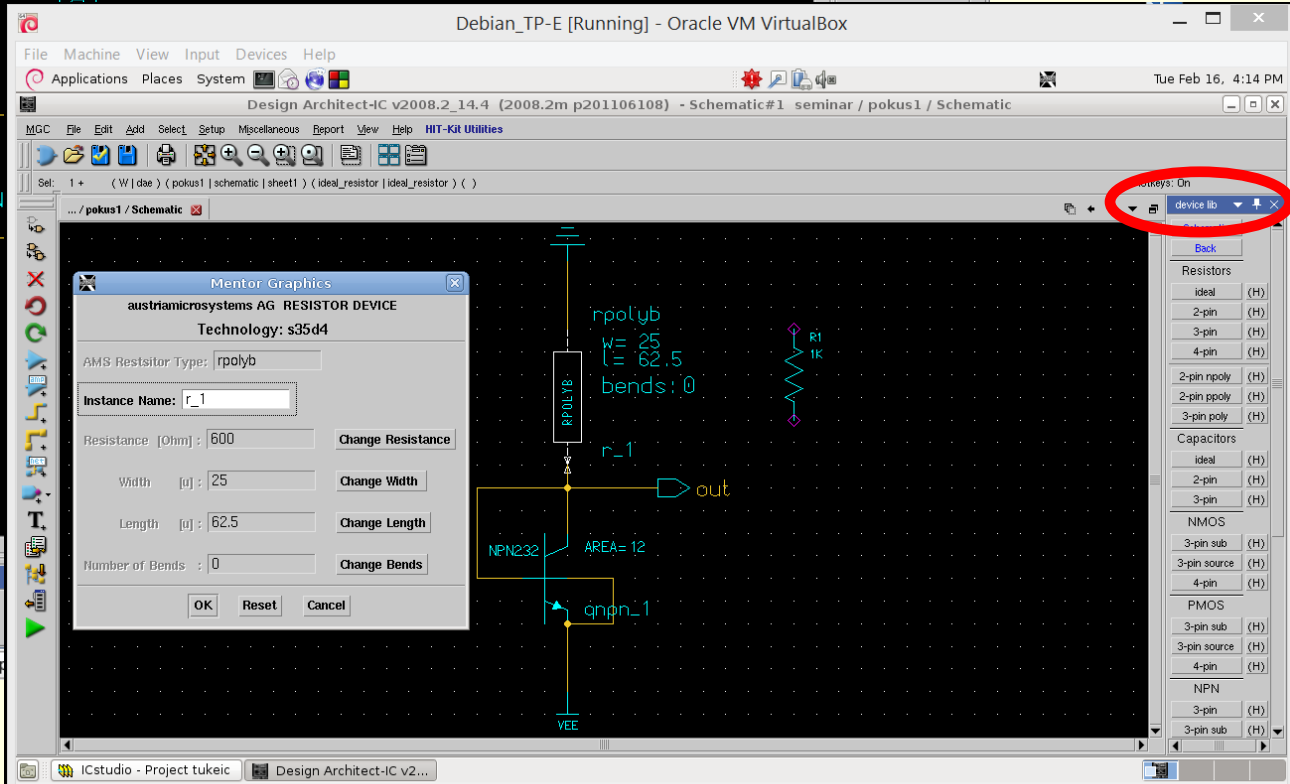 Debian_TP-E [Running] - Oracle VM VirtualBox
File Machine View Input Devices Help
Applications Places System
Tue Feb 16, 4:14 PM
Design Architect-IC v2008.2_14.4 (2008.2m p201106108) - Schematic#1 seminar / pokus1 / Schematic
MGC File Edit Add Select Setup Miscellaneous Report View Help HIT-Kit Utilities
Sel: 1 + ( W | dae ) ( pokus1 | schematic | sheet1 ) ( ideal_resistor | ideal_resistor ) ( )
Hotkeys: On
... / pokus1 / Schematic
device lib
Schematic
Back
Resistors
ideal (H)
2-pin (H)
3-pin (H)
4-pin (H)
2-pin npoly (H)
2-pin ppoly (H)
3-pin poly (H)
Capacitors
ideal (H)
2-pin (H)
3-pin (H)
NMOS
3-pin sub (H)
3-pin source (H)
4-pin (H)
PMOS
3-pin sub (H)
3-pin source (H)
4-pin (H)
NPN
3-pin (H)
3-pin sub (H)
Mentor Graphics
austriamicrosystems AG RESISTOR DEVICE
Technology: s35d4
AMS Restsitor Type: rpolyb
Instance Name: r_1
Resistance [Ohm] : 600 Change Resistance
Width [u] : 25 Change Width
Length [u] : 62.5 Change Length
Number of Bends : 0 Change Bends
OK Reset Cancel
rpolyb
w= 25
l= 62.5
bends:0
RPOLYB
r_1
R1
1K
out
NPN232
AREA= 12
qnpn_1
VEE
ICstudio - Project tukeic
Design Architect-IC v2...